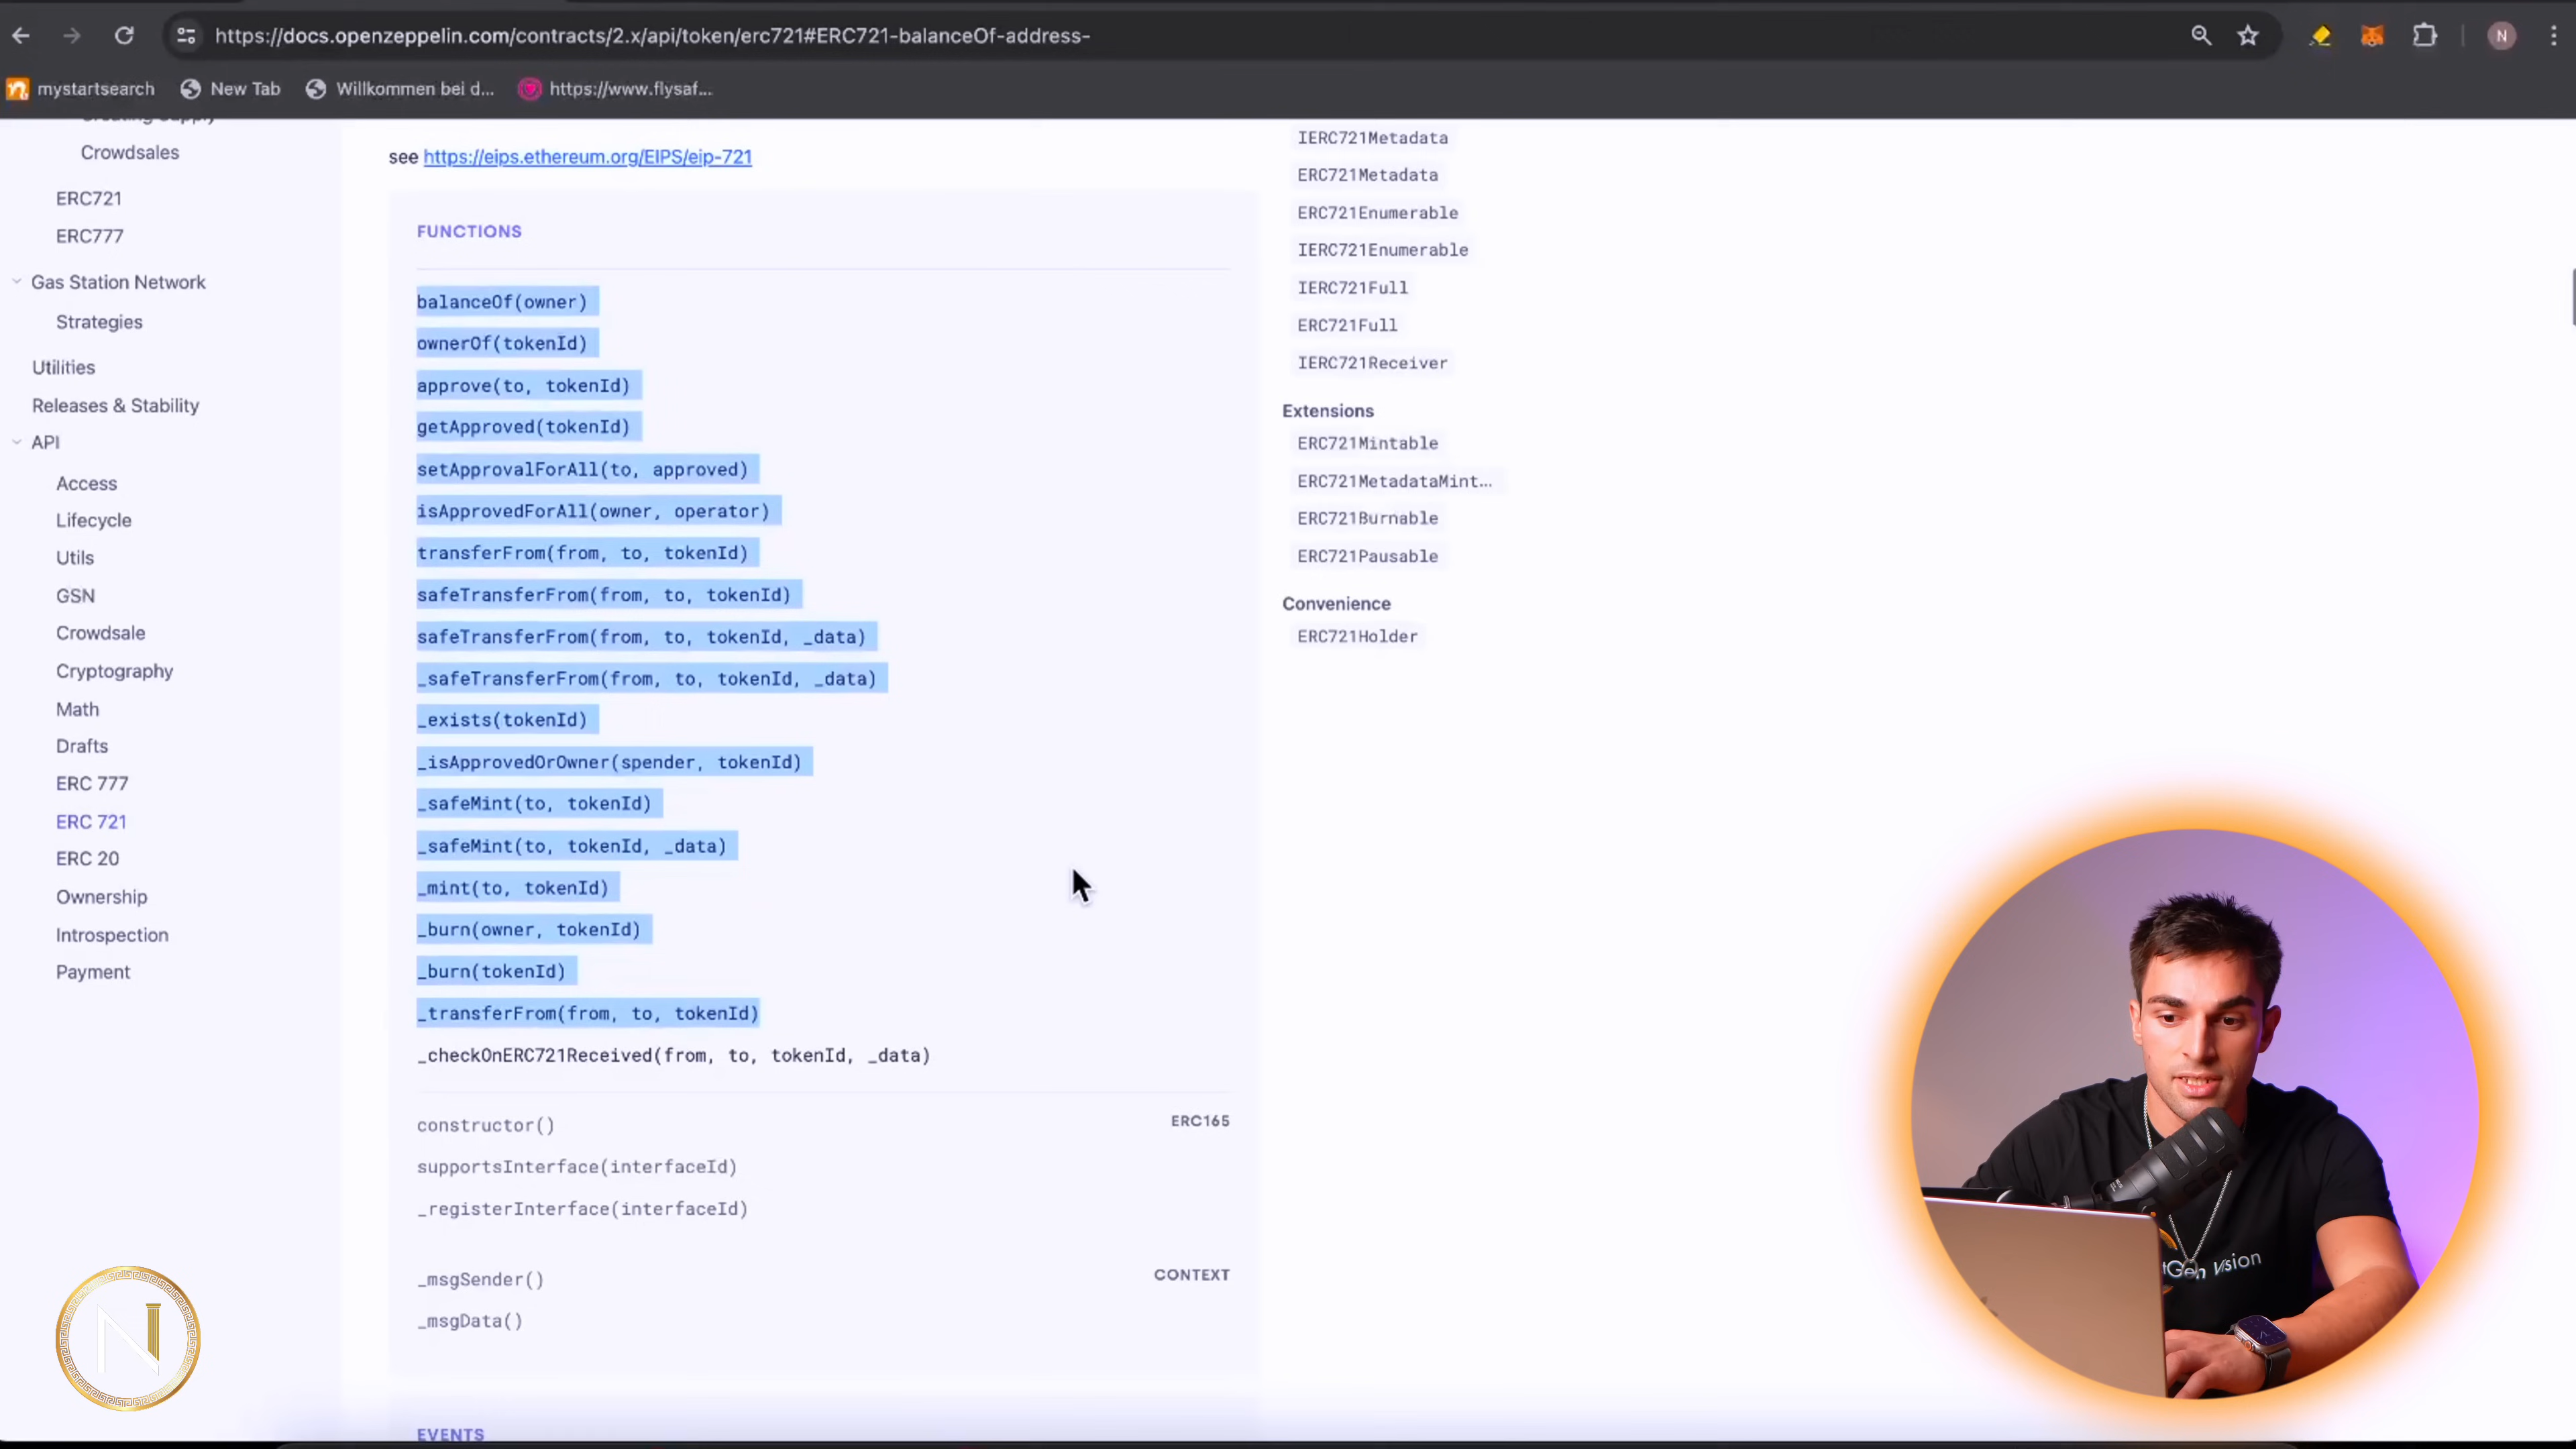 https://docs.openzeppelin.com/contracts/2.x/api/token/erc721#ERC721-balanceOf-address-
N
mystartsearch
New Tab
Willkommen bei d...
https://www.flysaf...
Creating Supply
Crowdsales
ERC721
ERC777
Gas Station Network
Strategies
Utilities
Releases & Stability
API
Access
Lifecycle
Utils
GSN
Crowdsale
Cryptography
Math
Drafts
ERC 777
ERC 721
ERC 20
Ownership
Introspection
Payment
see https://eips.ethereum.org/EIPS/eip-721
FUNCTIONS
balanceOf(owner)
ownerOf(tokenId)
approve(to, tokenId)
getApproved(tokenId)
setApprovalForAll(to, approved)
isApprovedForAll(owner, operator)
transferFrom(from, to, tokenId)
safeTransferFrom(from, to, tokenId)
safeTransferFrom(from, to, tokenId, _data)
_safeTransferFrom(from, to, tokenId, _data)
_exists(tokenId)
_isApprovedOrOwner(spender, tokenId)
_safeMint(to, tokenId)
_safeMint(to, tokenId, _data)
_mint(to, tokenId)
_burn(owner, tokenId)
_burn(tokenId)
_transferFrom(from, to, tokenId)
_checkOnERC721Received(from, to, tokenId, _data)
constructor()
ERC165
supportsInterface(interfaceId)
_registerInterface(interfaceId)
_msgSender()
CONTEXT
_msgData()
EVENTS
IERC721Metadata
ERC721Metadata
ERC721Enumerable
IERC721Enumerable
IERC721Full
ERC721Full
IERC721Receiver
Extensions
ERC721Mintable
ERC721MetadataMint...
ERC721Burnable
ERC721Pausable
Convenience
ERC721Holder
tGen Vision
N